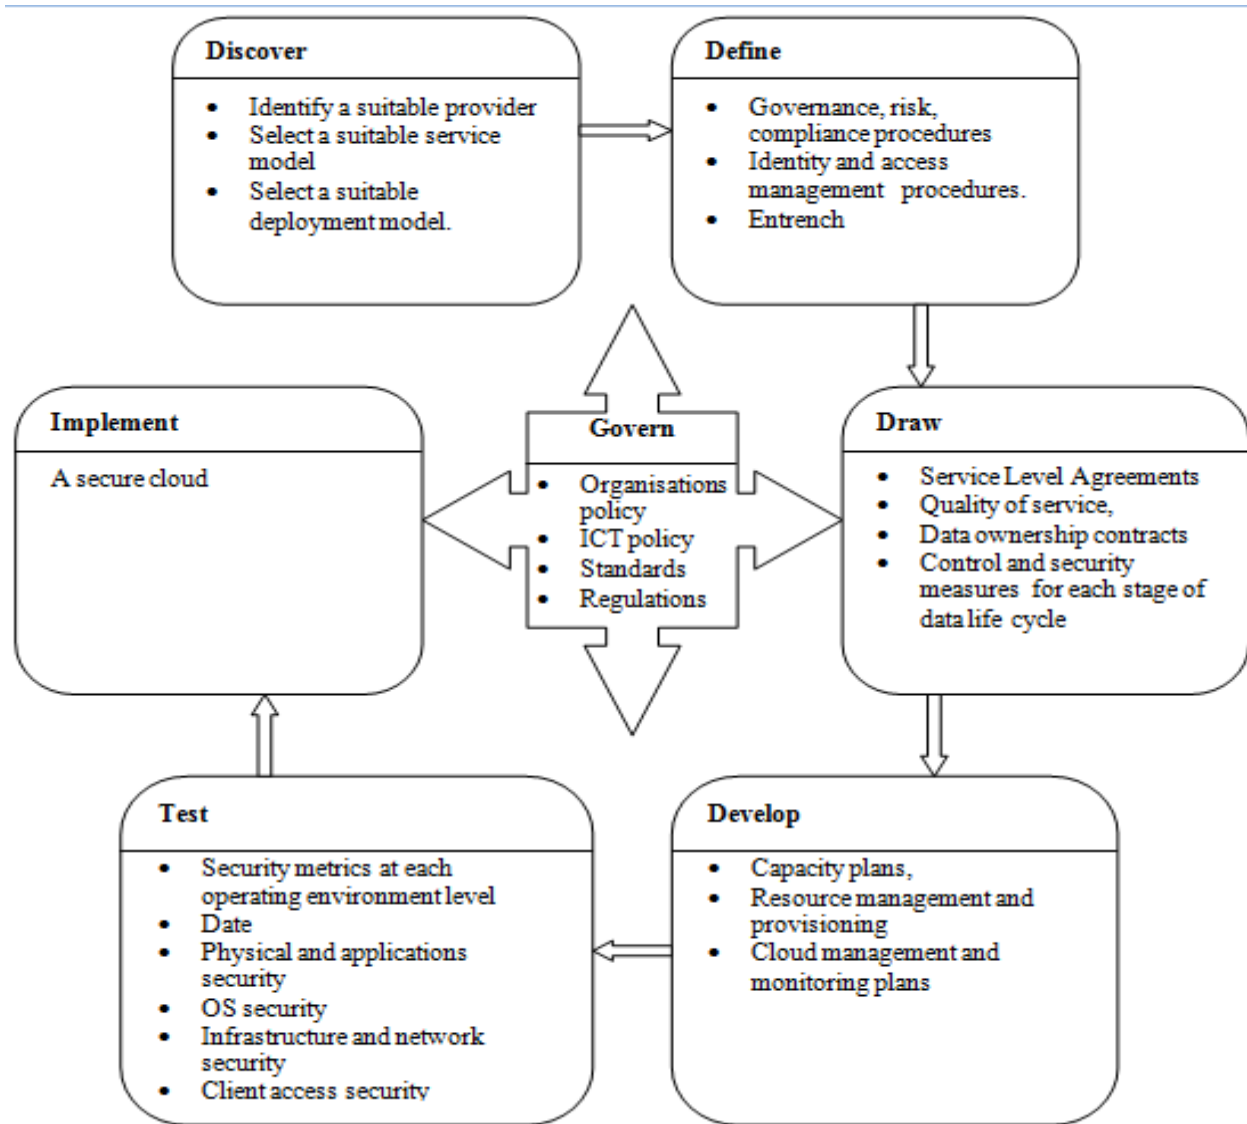 Discover
• Identify a suitable provider
• Select a suitable service
model
• Select a suitable
deployment model.
Define
• Governance, risk,
compliance procedures
• Identity and access
management procedures.
• Entrench
Implement
A secure cloud
Govern
• Organisations
policy
• ICT policy
• Standards
• Regulations
Draw
• Service Level Agreements
• Quality of service,
• Data ownership contracts
• Control and security
measures for each stage of
data life cycle
Test
• Security metrics at each
operating environment level
• Date
• Physical and applications
security
• OS security
• Infrastructure and network
security
• Client access security
Develop
• Capacity plans,
• Resource management and
provisioning
• Cloud management and
monitoring plans